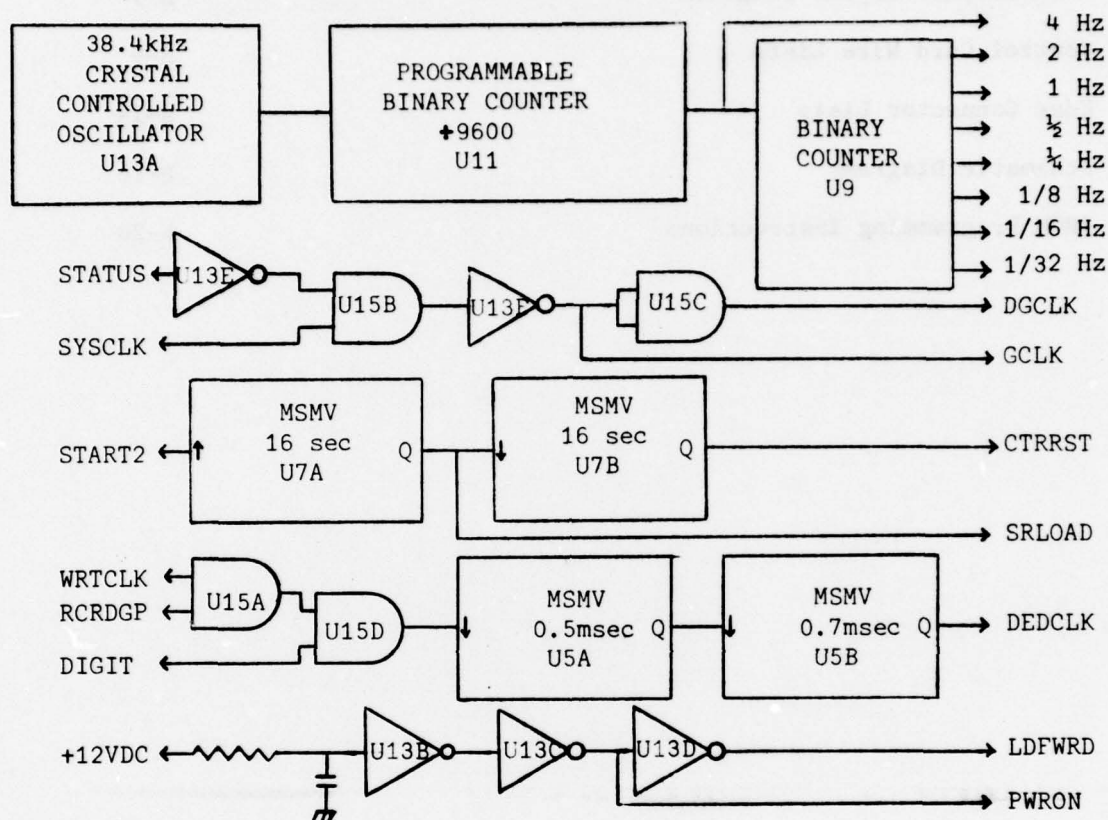 38.4kHz
CRYSTAL
CONTROLLED
OSCILLATOR
U13A
PROGRAMMABLE
BINARY COUNTER
+9600
U11
BINARY
COUNTER
U9
4 Hz
2 Hz
1 Hz
½ Hz
¼ Hz
1/8 Hz
1/16 Hz
1/32 Hz
STATUS
U13E
U15B
U13F
U15C
DGCLK
SYSCLK
GCLK
START2
MSMV
16 sec
Q
U7A
MSMV
16 sec
Q
U7B
CTRRST
SRLOAD
WRTCLK
RCRDGP
U15A
U15D
DIGIT
MSMV
0.5msec Q
U5A
MSMV
0.7msec Q
U5B
DEDCLK
+12VDC
U13B
U13C
U13D
LDFWRD
PWRON